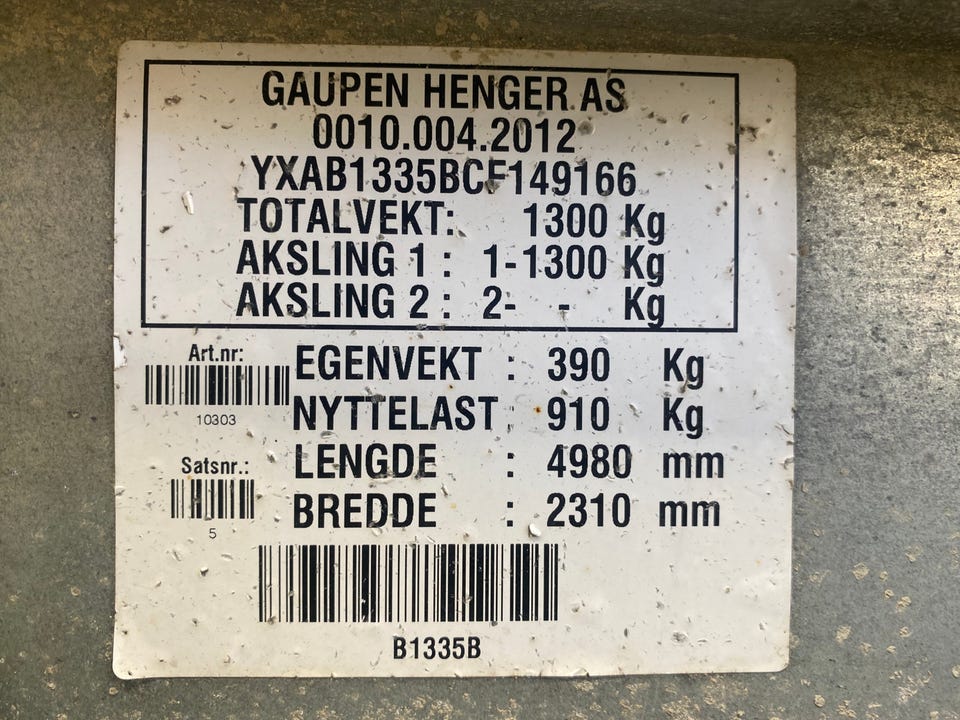 GAUPEN HENGER AS
0010.004.2012
YXAB1335BCF149166
TOTALVEKT: 1300 Kg
AKSLING 1 : 1-1300 Kg
AKSLING 2 : 2- - Kg
Art.nr:
10303
EGENVEKT : 390 Kg
NYTTELAST : 910 Kg
Satsnr.:
5
LENGDE : 4980 mm
BREDDE : 2310 mm
B1335B